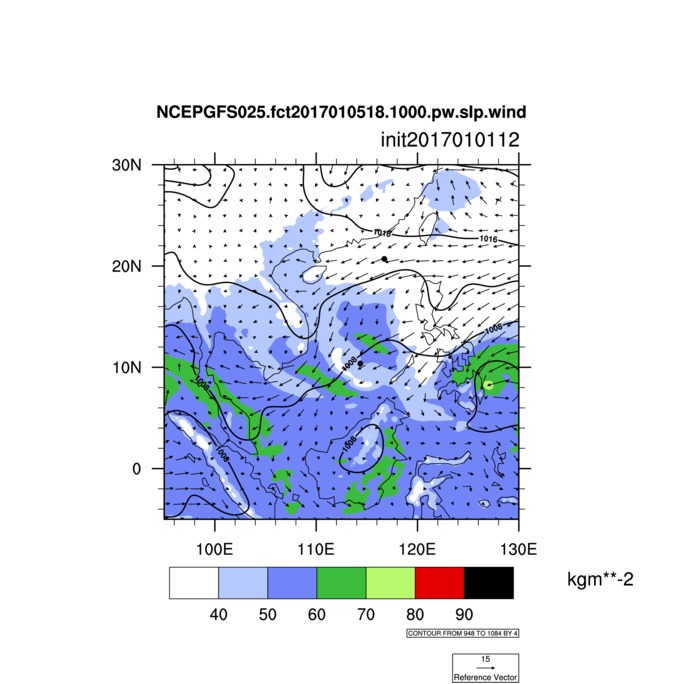 NCEPGFS025.fct2017010518.1000.pw.slp.wind
init2017010112
30N
1016
1016
20N
1008
1008
10N
1008
1008
1008
0
100E 110E 120E 130E
kgm**-2
40 50 60 70 80 90
CONTOUR FROM 948 TO 1084 BY 4
15
Reference Vector